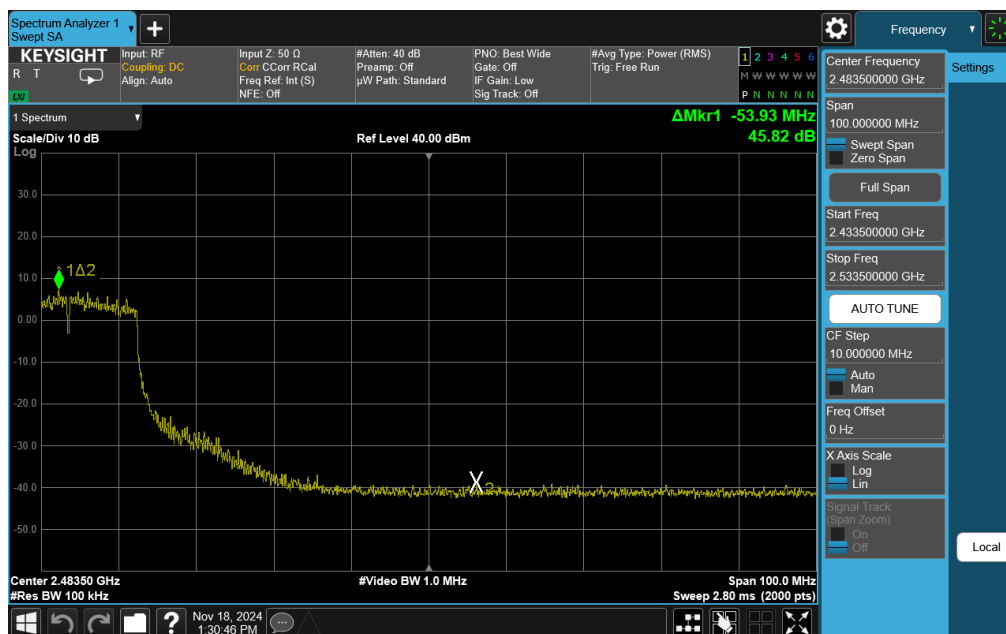 Spectrum Analyzer 1
Swept SA
Frequency
KEYSIGHT
R T
LXI
Input: RF
Coupling: DC
Align: Auto
Input Z: 50 Ω
Corr CCorr RCal
Freq Ref: Int (S)
NFE: Off
#Atten: 40 dB
Preamp: Off
µW Path: Standard
PNO: Best Wide
Gate: Off
IF Gain: Low
Sig Track: Off
#Avg Type: Power (RMS)
Trig: Free Run
1 2 3 4 5 6
M W W W W W
P N N N N N
1 Spectrum
Scale/Div 10 dB
Ref Level 40.00 dBm
ΔMkr1 -53.93 MHz
45.82 dB
Log
30.0
20.0
10.0
0.00
-10.0
-20.0
-30.0
-40.0
-50.0
1Δ2
X2
Center 2.48350 GHz
#Video BW 1.0 MHz
Span 100.0 MHz
#Res BW 100 kHz
Sweep 2.80 ms (2000 pts)
Nov 18, 2024
1:30:46 PM
Center Frequency
2.483500000 GHz
Settings
Span
100.000000 MHz
Swept Span
Zero Span
Full Span
Start Freq
2.433500000 GHz
Stop Freq
2.533500000 GHz
AUTO TUNE
CF Step
10.000000 MHz
Auto
Man
Freq Offset
0 Hz
X Axis Scale
Log
Lin
Signal Track
(Span Zoom)
On
Off
Local